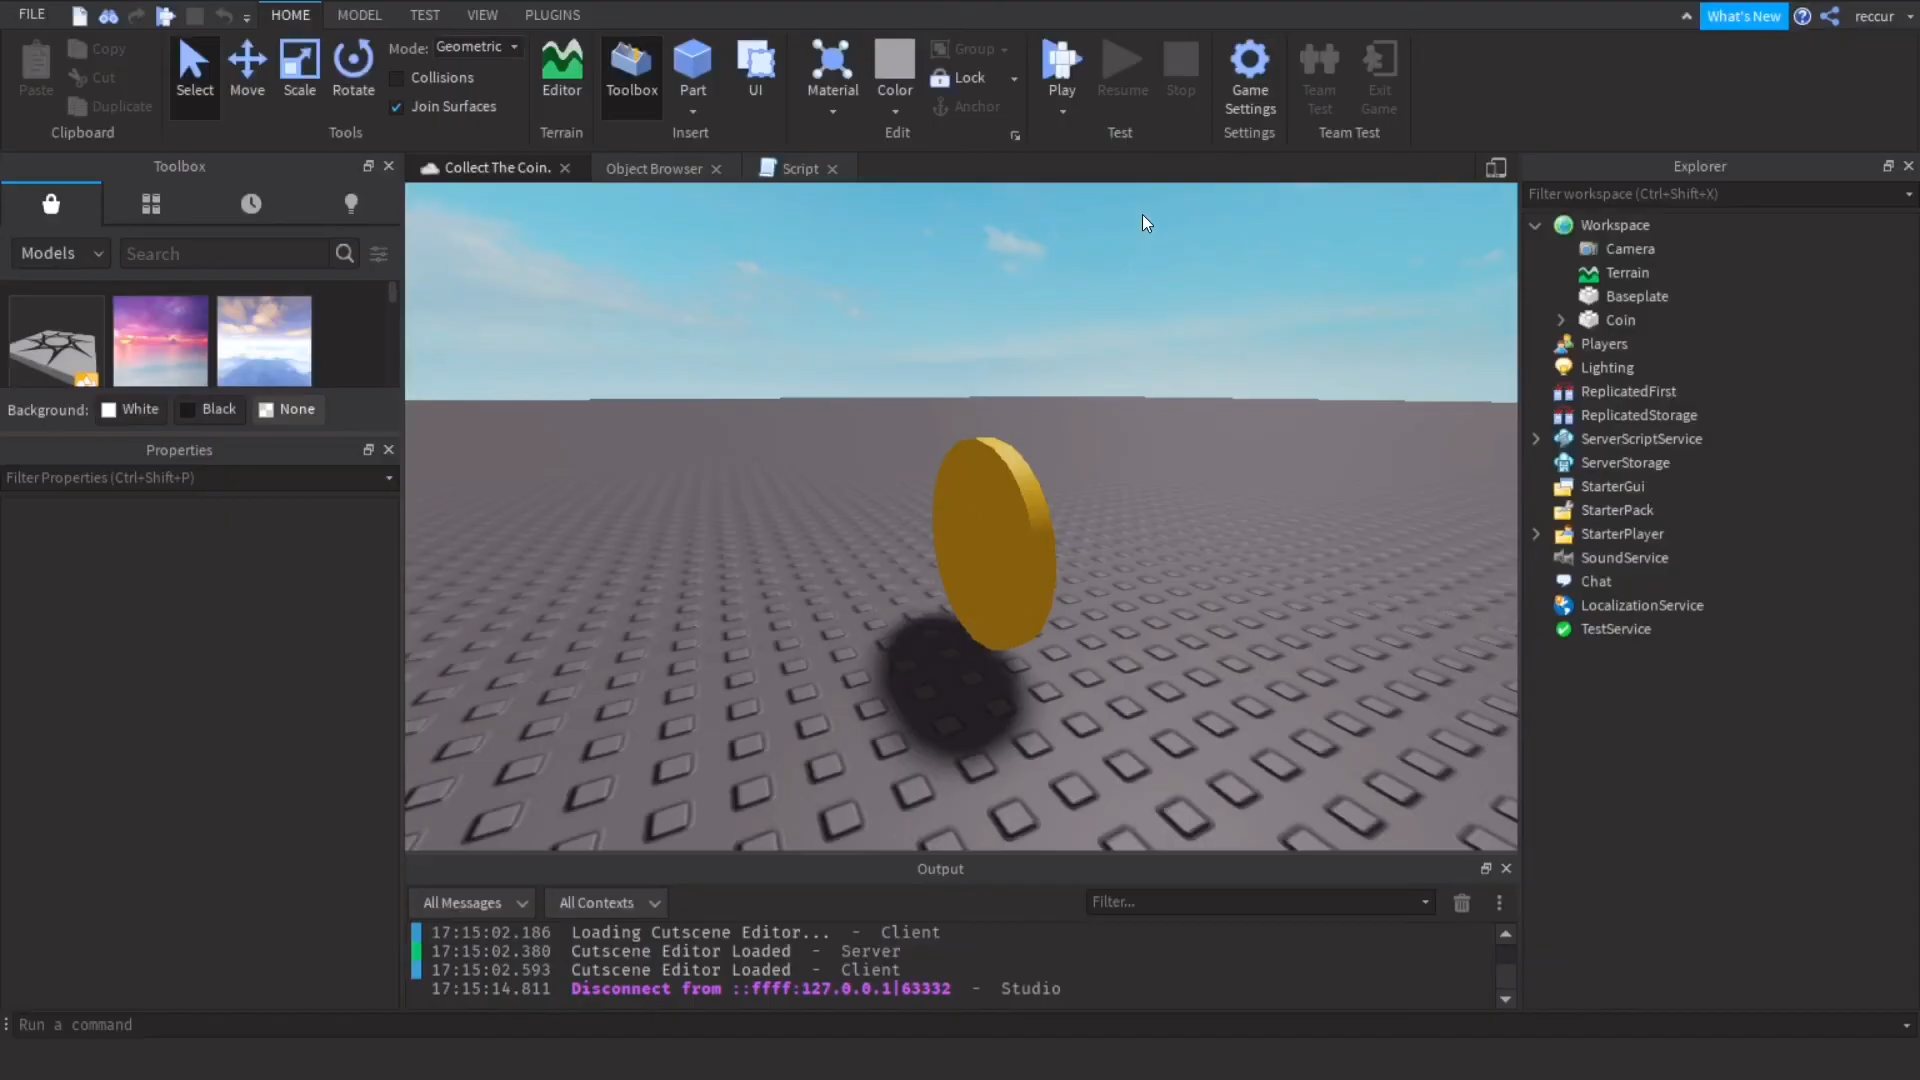 FILE HOME MODEL TEST VIEW PLUGINS What's New reccur
Paste Copy Cut Duplicate Clipboard
Select Move Scale Rotate Mode: Geometric Collisions Join Surfaces Tools
Editor Terrain
Toolbox Part UI Insert
Material Color Group Lock Anchor Edit
Play Resume Stop Test
Game Settings Settings
Team Test Exit Game Team Test
Toolbox
Models Search
Background: White Black None
Properties
Filter Properties (Ctrl+Shift+P)
Collect The Coin. Object Browser Script
Output
All Messages All Contexts Filter...
17:15:02.186 Loading Cutscene Editor... - Client
17:15:02.380 Cutscene Editor Loaded - Server
17:15:02.593 Cutscene Editor Loaded - Client
17:15:14.811 Disconnect from ::ffff:127.0.0.1|63332 - Studio
Run a command
Explorer
Filter workspace (Ctrl+Shift+X)
Workspace
Camera
Terrain
Baseplate
Coin
Players
Lighting
ReplicatedFirst
ReplicatedStorage
ServerScriptService
ServerStorage
StarterGui
StarterPack
StarterPlayer
SoundService
Chat
LocalizationService
TestService